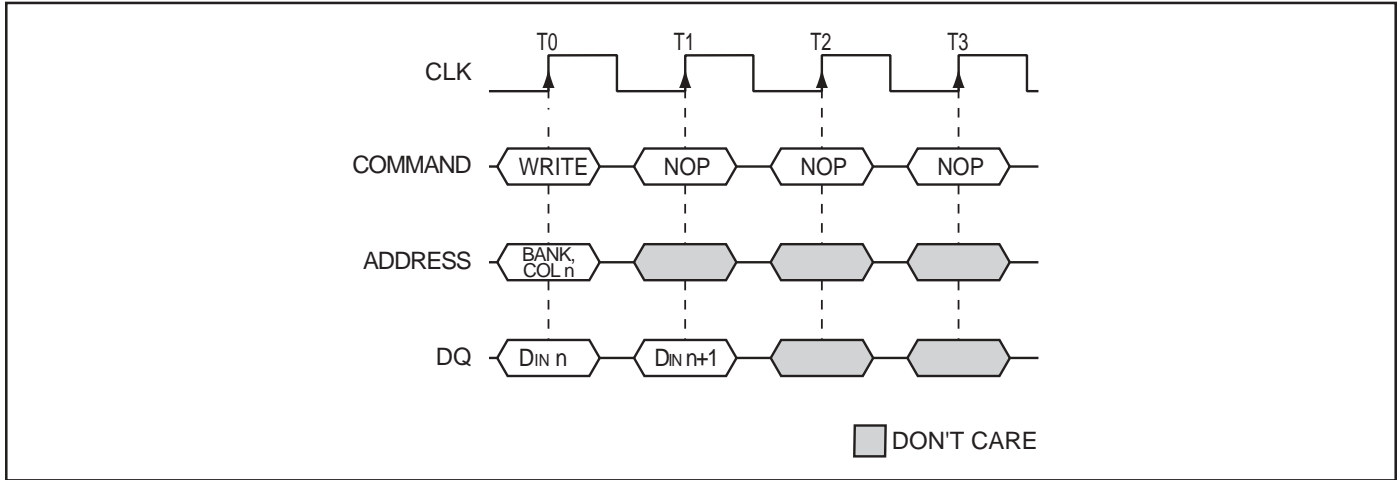 T0 T1 T2 T3
CLK
COMMAND WRITE NOP NOP NOP
ADDRESS BANK,
COL n
DQ DIN n DIN n+1
DON'T CARE